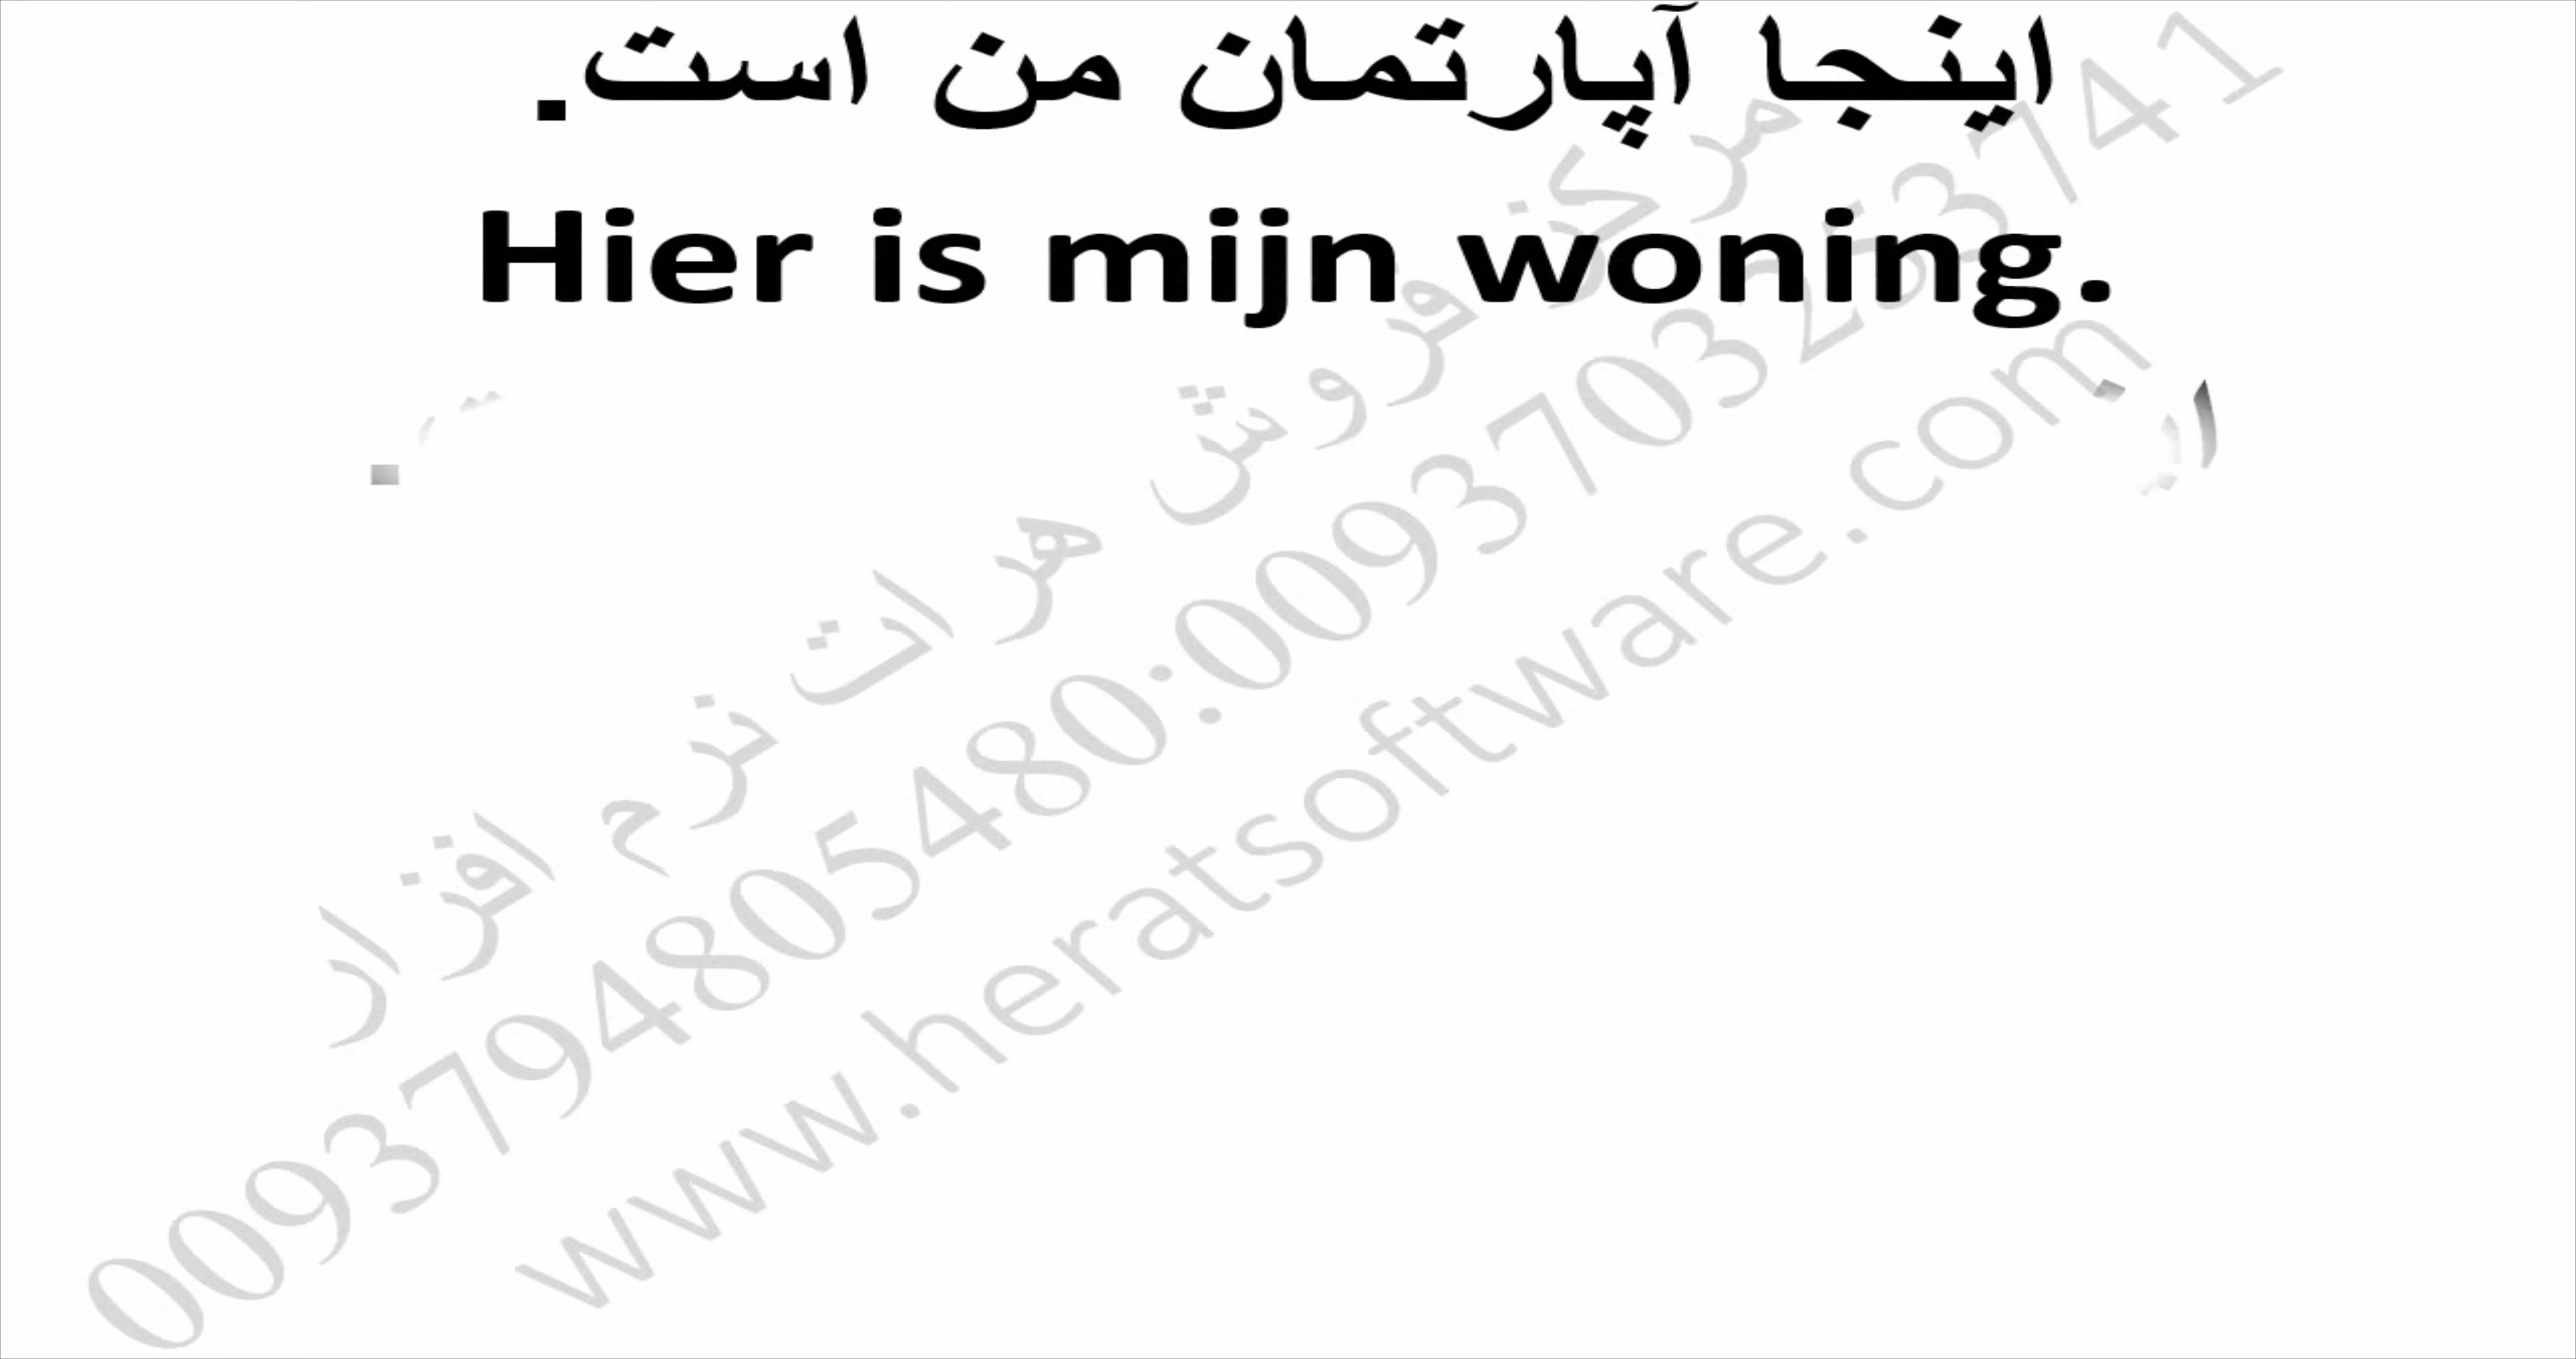 اینجا آپارتمان من است.
Hier is mijn woning.
مرکز فروش هرات نرم افزار
0093794805480:0093703253741
www.heratsoftware.com